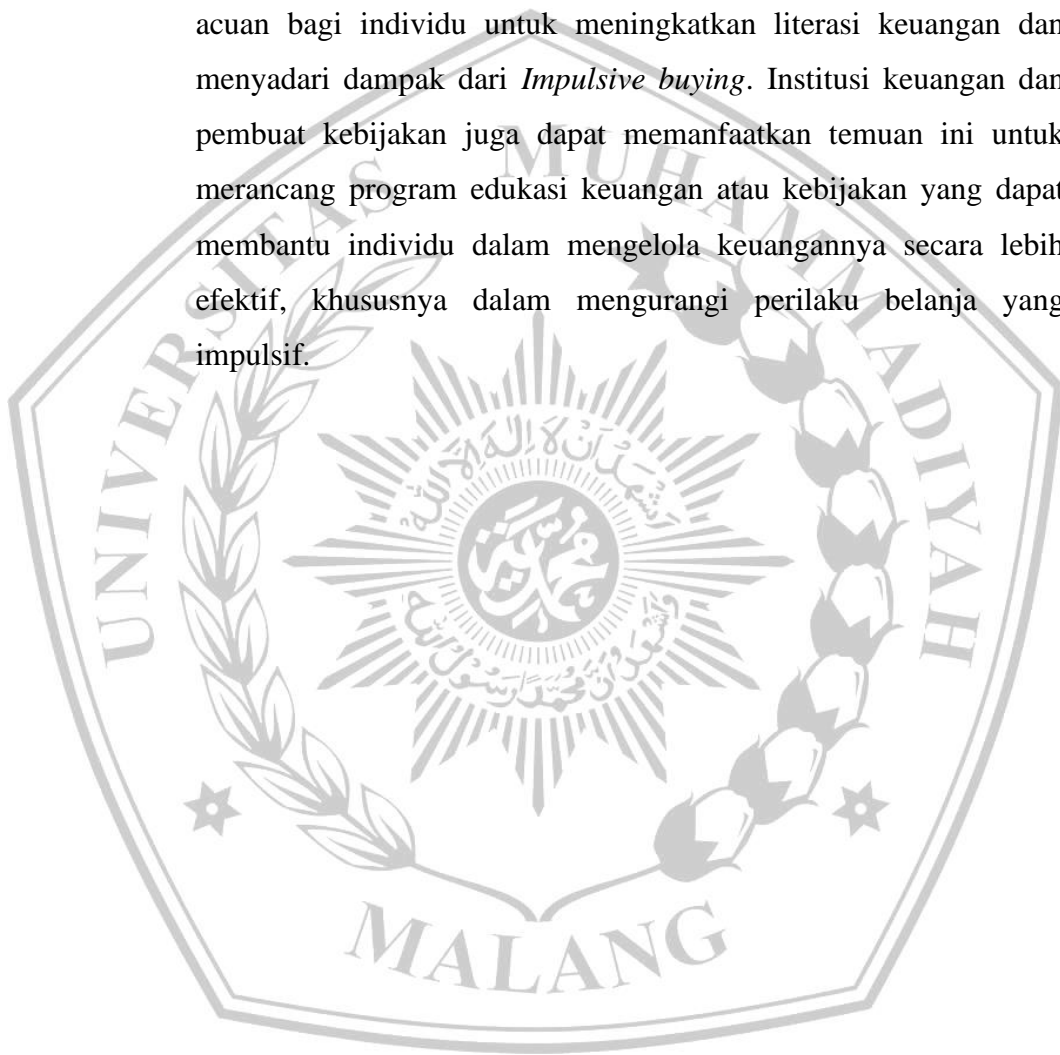 acuan bagi individu untuk meningkatkan literasi keuangan dan
menyadari dampak dari Impulsive buying. Institusi keuangan dan
pembuat kebijakan juga dapat memanfaatkan temuan ini untuk
merancang program edukasi keuangan atau kebijakan yang dapat
membantu individu dalam mengelola keuangannya secara lebih
efektif, khususnya dalam mengurangi perilaku belanja yang
impulsif.
UNIVERSITAS MUHAMMADIYAH
MALANG